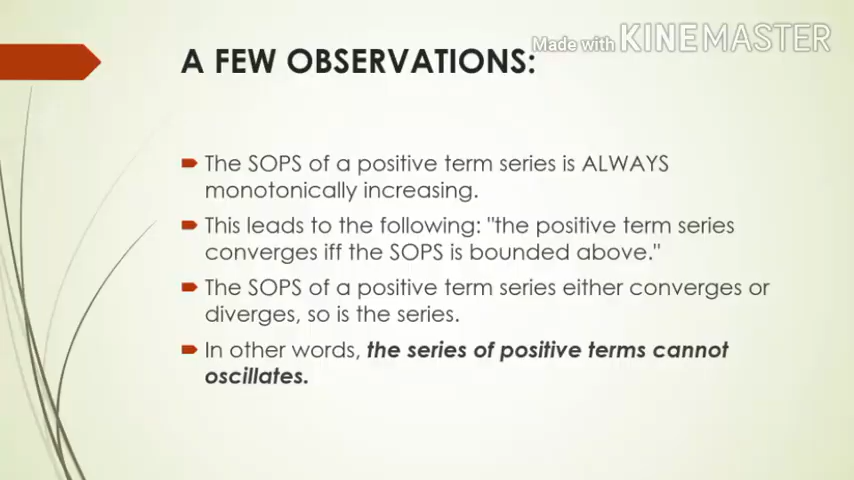 Made with KINEMASTER
A FEW OBSERVATIONS:
The SOPS of a positive term series is ALWAYS
monotonically increasing.
This leads to the following: "the positive term series
converges iff the SOPS is bounded above."
The SOPS of a positive term series either converges or
diverges, so is the series.
In other words, the series of positive terms cannot
oscillates.